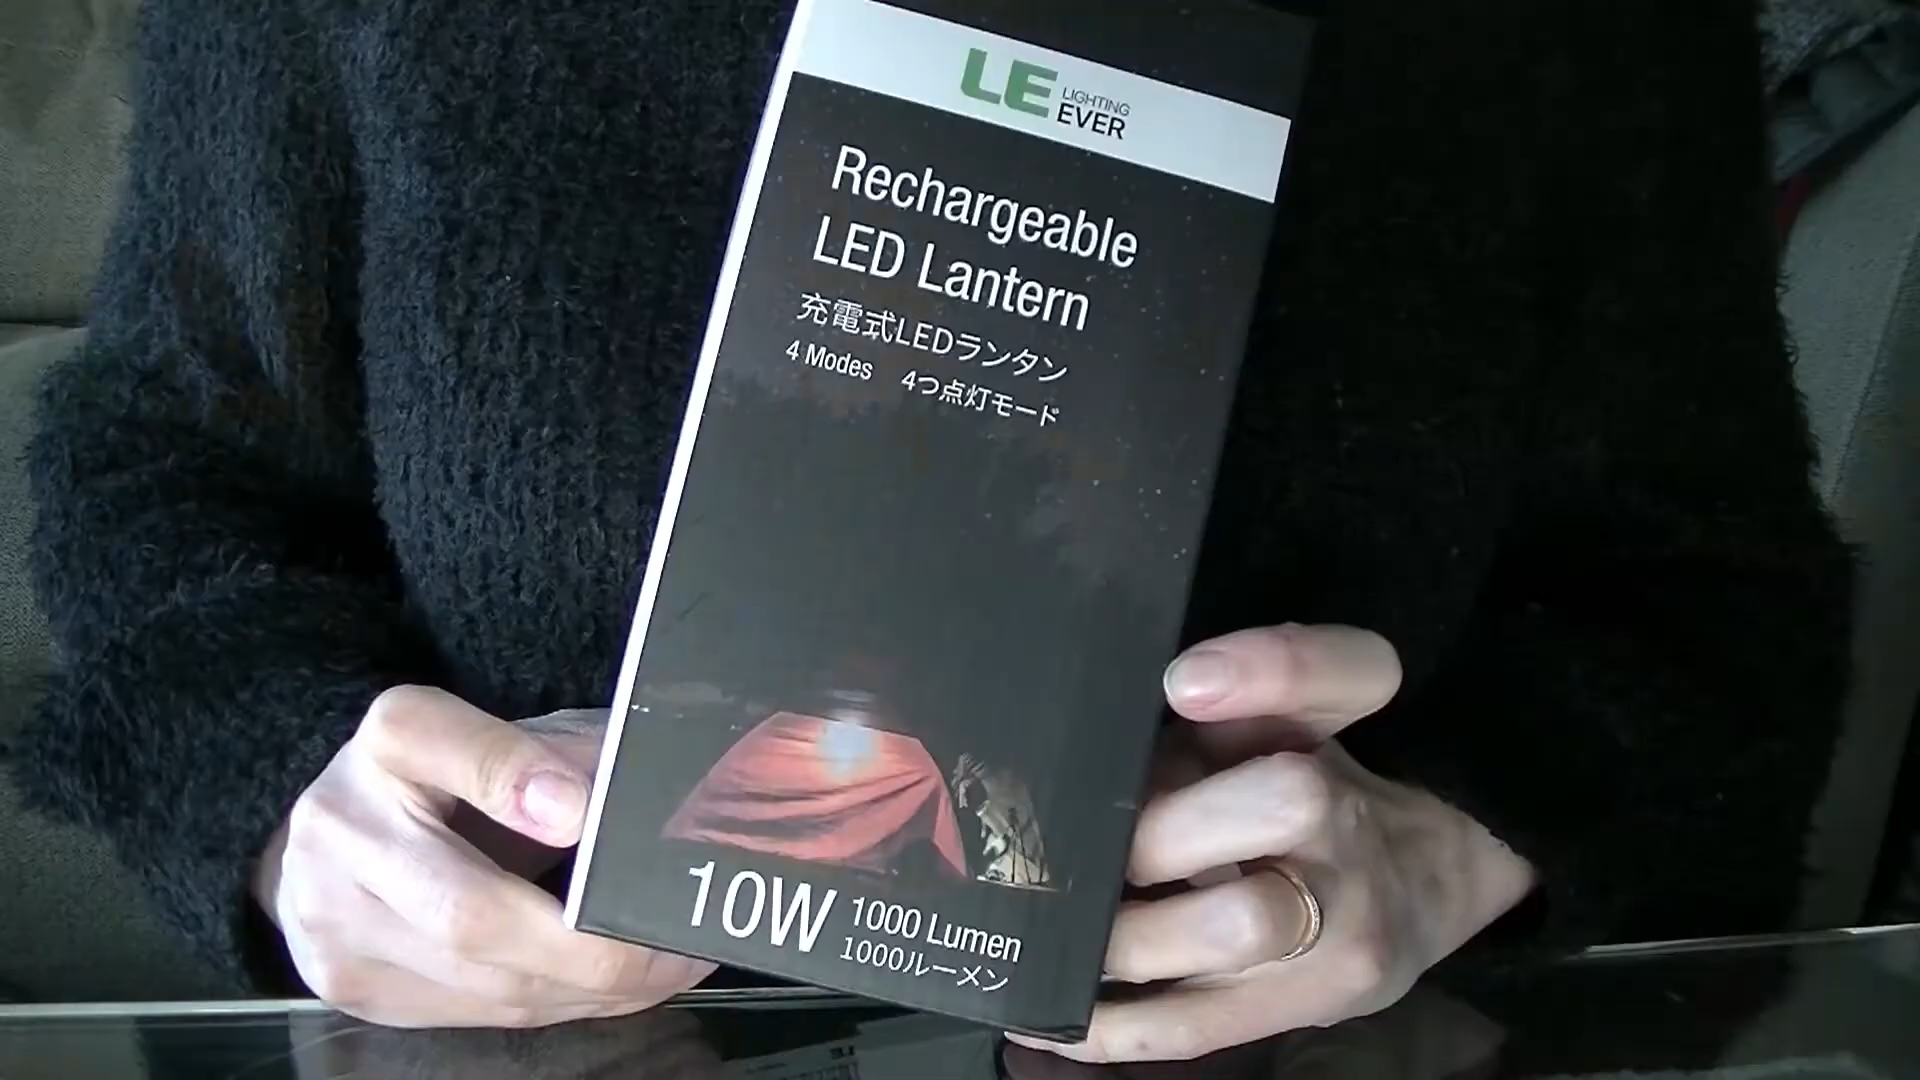 LE LIGHTING EVER
Rechargeable
LED Lantern
充電式LEDランタン
4 Modes 4つ点灯モード
10W 1000 Lumen
1000ルーメン